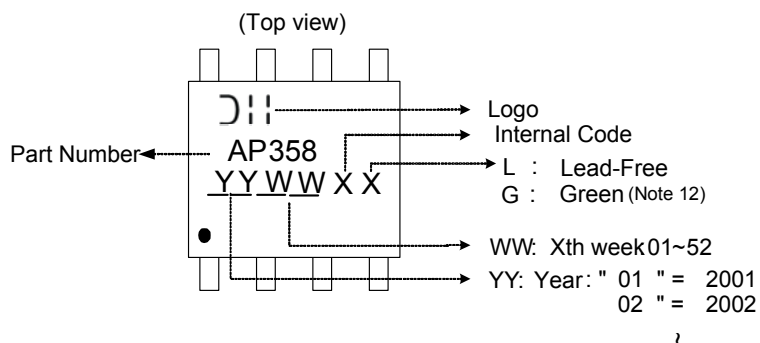 (Top view)
Logo
Internal Code
Part Number
AP358
YYWWXX
L : Lead-Free
G : Green (Note 12)
WW: Xth week 01~52
YY: Year: " 01 " = 2001
02 " = 2002
~